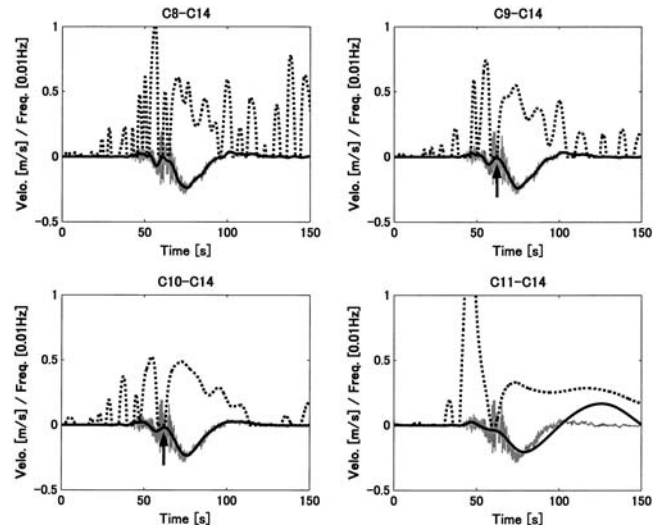 C8-C14
Velo. [m/s] / Freq. [0.01Hz]
1
0.5
0
-0.5
0 50 100 150
Time [s]
C9-C14
Velo. [m/s] / Freq. [0.01Hz]
1
0.5
0
-0.5
0 50 100 150
Time [s]
C10-C14
Velo. [m/s] / Freq. [0.01Hz]
1
0.5
0
-0.5
0 50 100 150
Time [s]
C11-C14
Velo. [m/s] / Freq. [0.01Hz]
1
0.5
0
-0.5
0 50 100 150
Time [s]